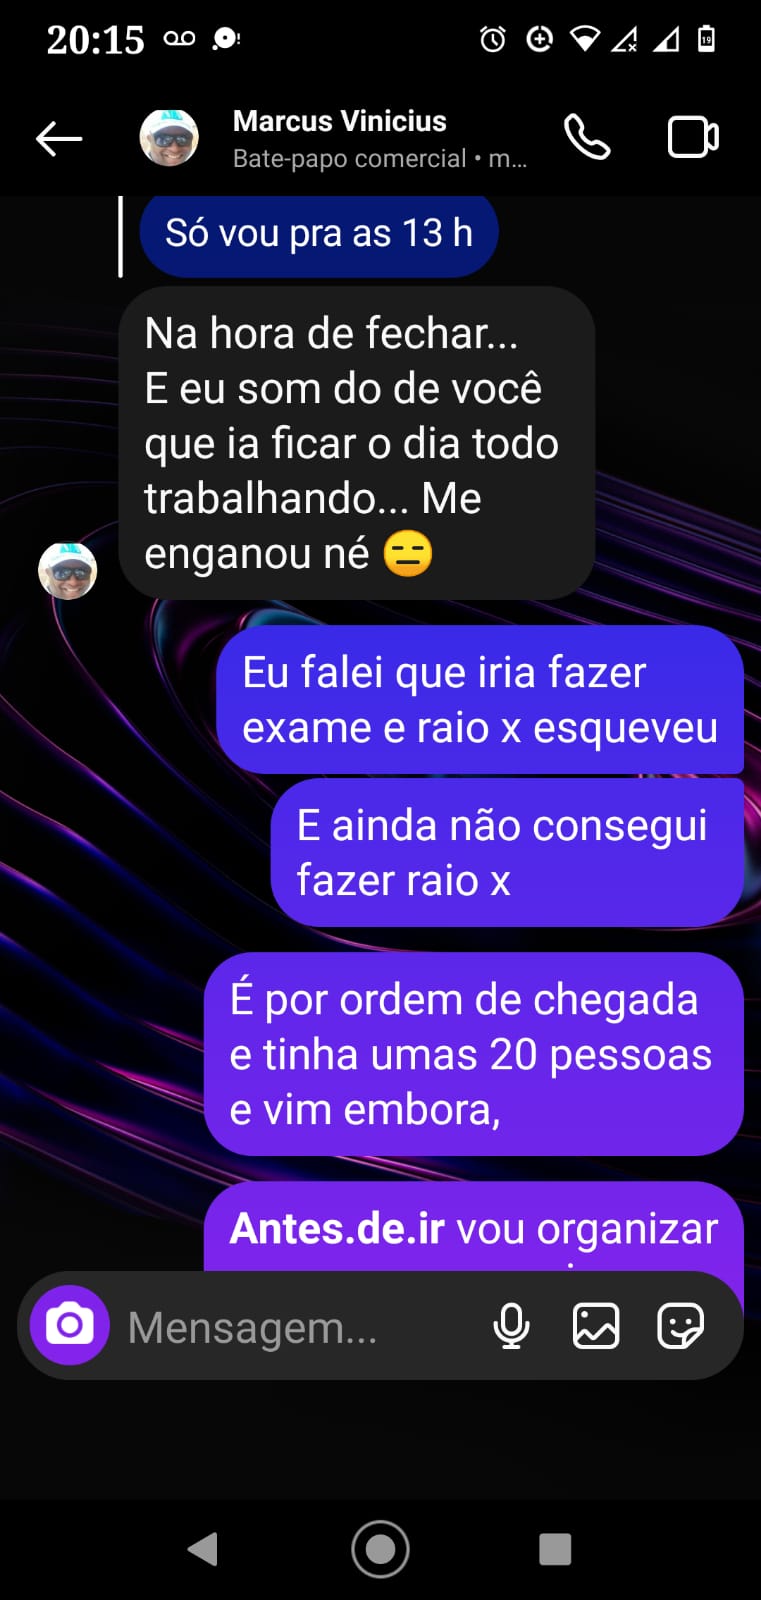 20:15
19
Marcus Vinicius
Bate-papo comercial • m...
Só vou pra as 13 h
Na hora de fechar...
E eu som do de você
que ia ficar o dia todo
trabalhando... Me
enganou né 😑
Eu falei que iria fazer
exame e raio x esqueveu
E ainda não consegui
fazer raio x
É por ordem de chegada
e tinha umas 20 pessoas
e vim embora,
Antes.de.ir vou organizar
Mensagem...